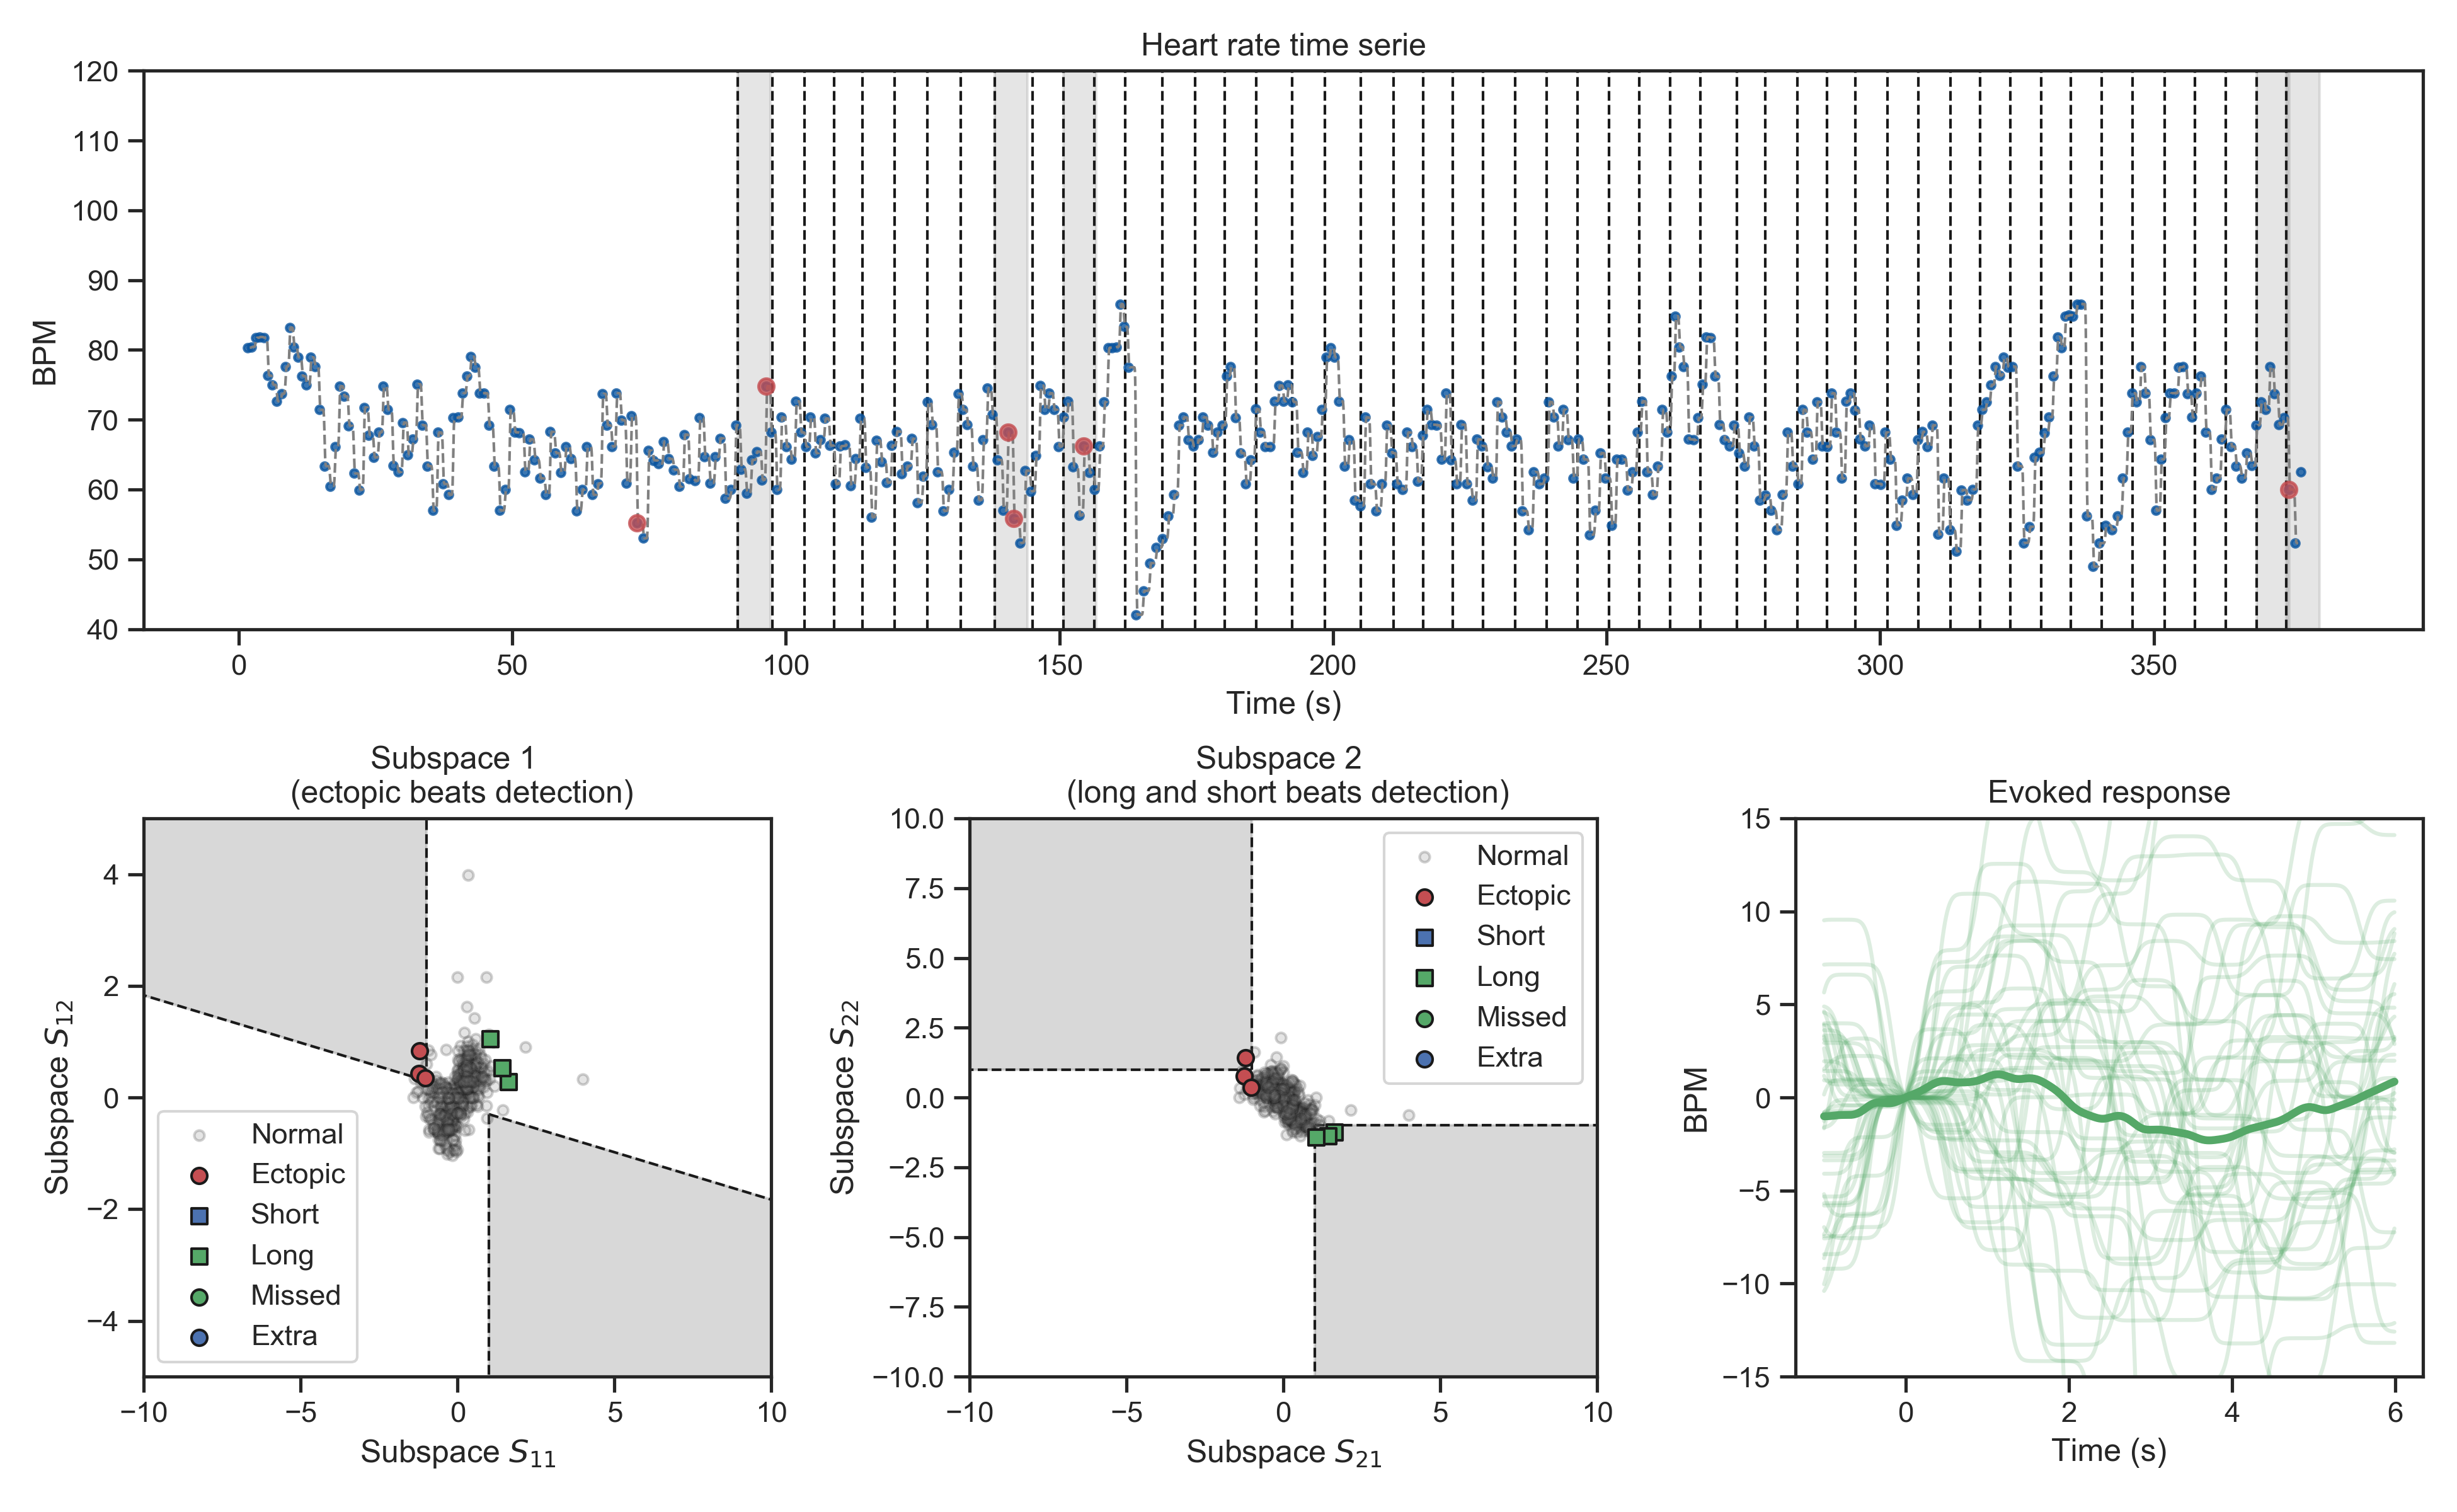 Heart rate time serie
120
110
100
90
80
70
60
50
40
BPM
0 50 100 150 200 250 300 350
Time (s)
Subspace 1
(ectopic beats detection)
4
2
0
−2
−4
Subspace S12
Normal
Ectopic
Short
Long
Missed
Extra
−10 −5 0 5 10
Subspace S11
Subspace 2
(long and short beats detection)
10.0
7.5
5.0
2.5
0.0
−2.5
−5.0
−7.5
−10.0
Subspace S22
Normal
Ectopic
Short
Long
Missed
Extra
−10 −5 0 5 10
Subspace S21
Evoked response
15
10
5
0
−5
−10
−15
BPM
0 2 4 6
Time (s)